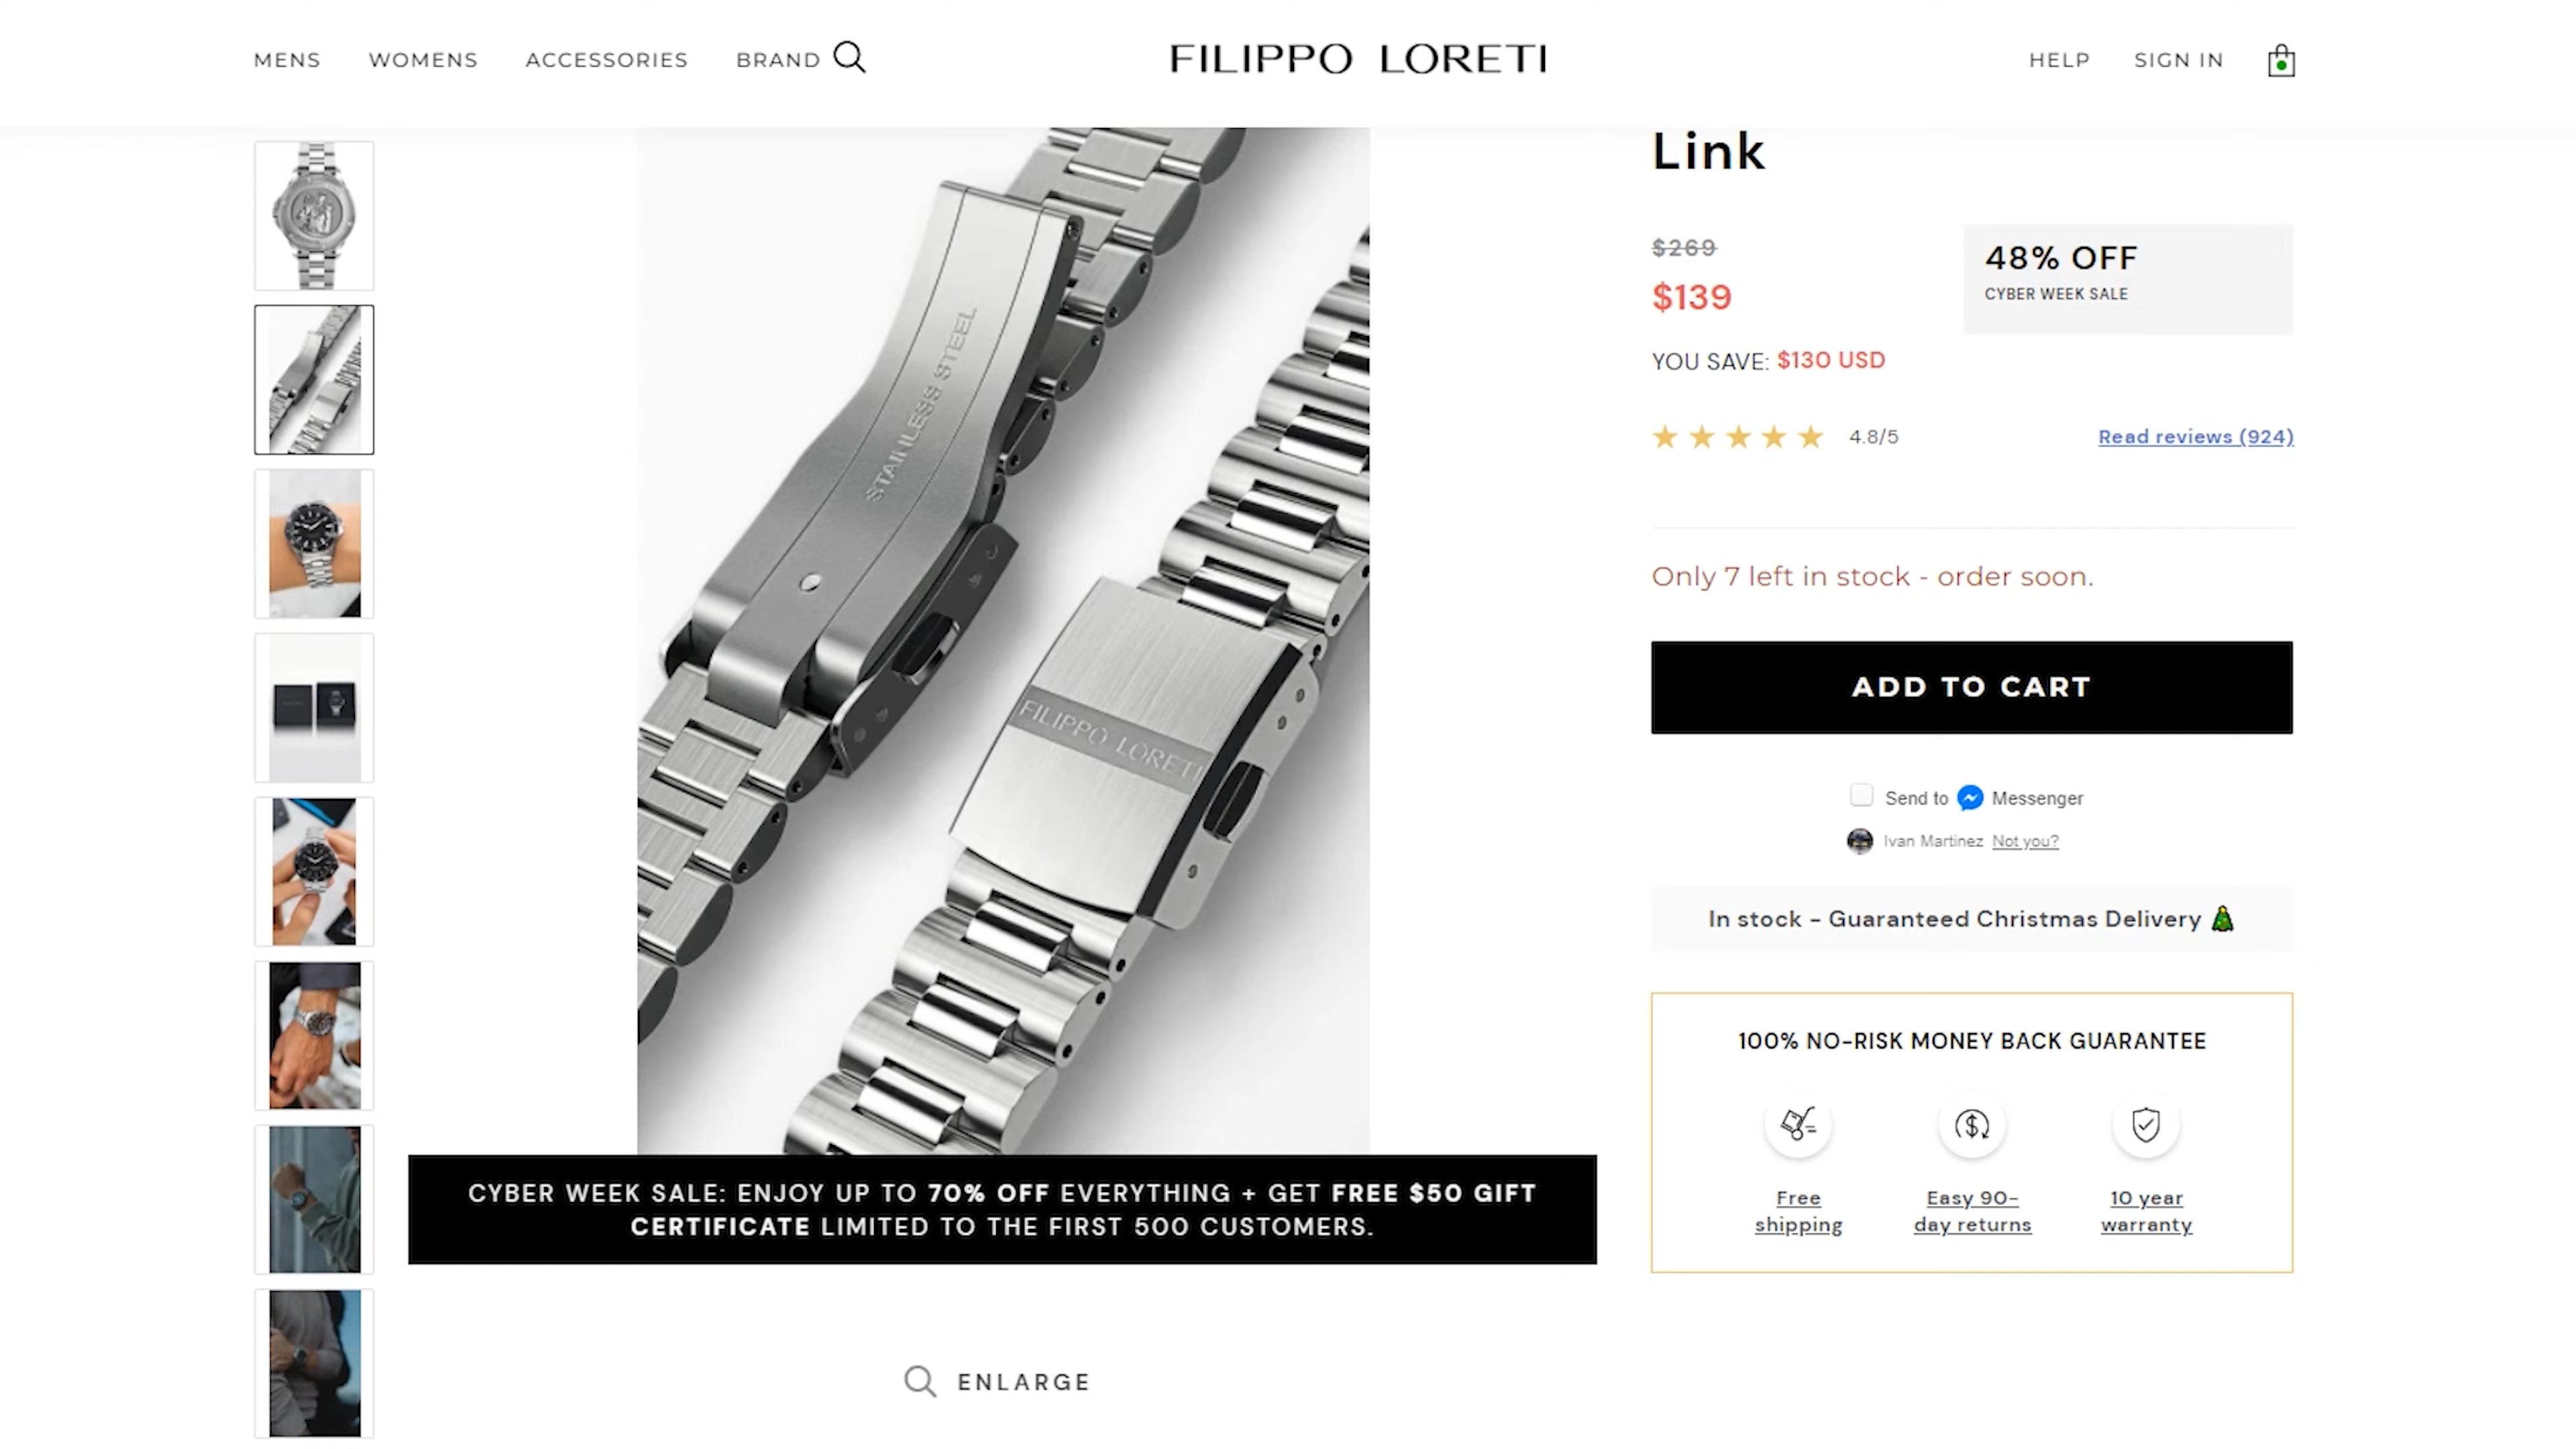 MENS
WOMENS
ACCESSORIES
BRAND
FILIPPO LORETI
HELP
SIGN IN
STAINLESS STEEL
FILIPPO LORETI
CYBER WEEK SALE: ENJOY UP TO 70% OFF EVERYTHING + GET FREE $50 GIFT
CERTIFICATE LIMITED TO THE FIRST 500 CUSTOMERS.
ENLARGE
Link
$269
$139
48% OFF
CYBER WEEK SALE
YOU SAVE: $130 USD
4.8/5
Read reviews (924)
Only 7 left in stock - order soon.
ADD TO CART
Send to Messenger
Ivan Martinez Not you?
In stock - Guaranteed Christmas Delivery 🎄
100% NO-RISK MONEY BACK GUARANTEE
Free
shipping
Easy 90-
day returns
10 year
warranty